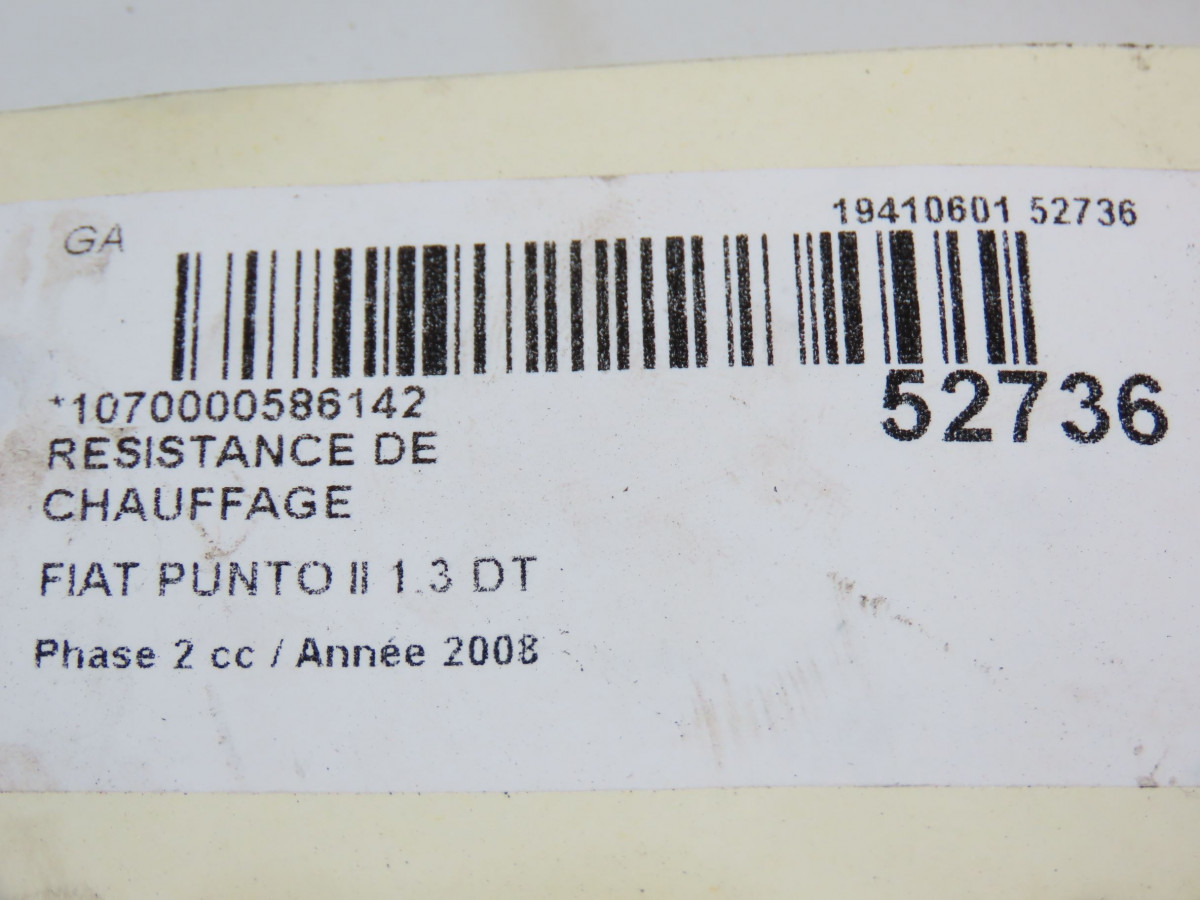 GA
19410601 52736
*1070000586142
52736
RESISTANCE DE
CHAUFFAGE
FIAT PUNTO II 1.3 DT
Phase 2 cc / Année 2008